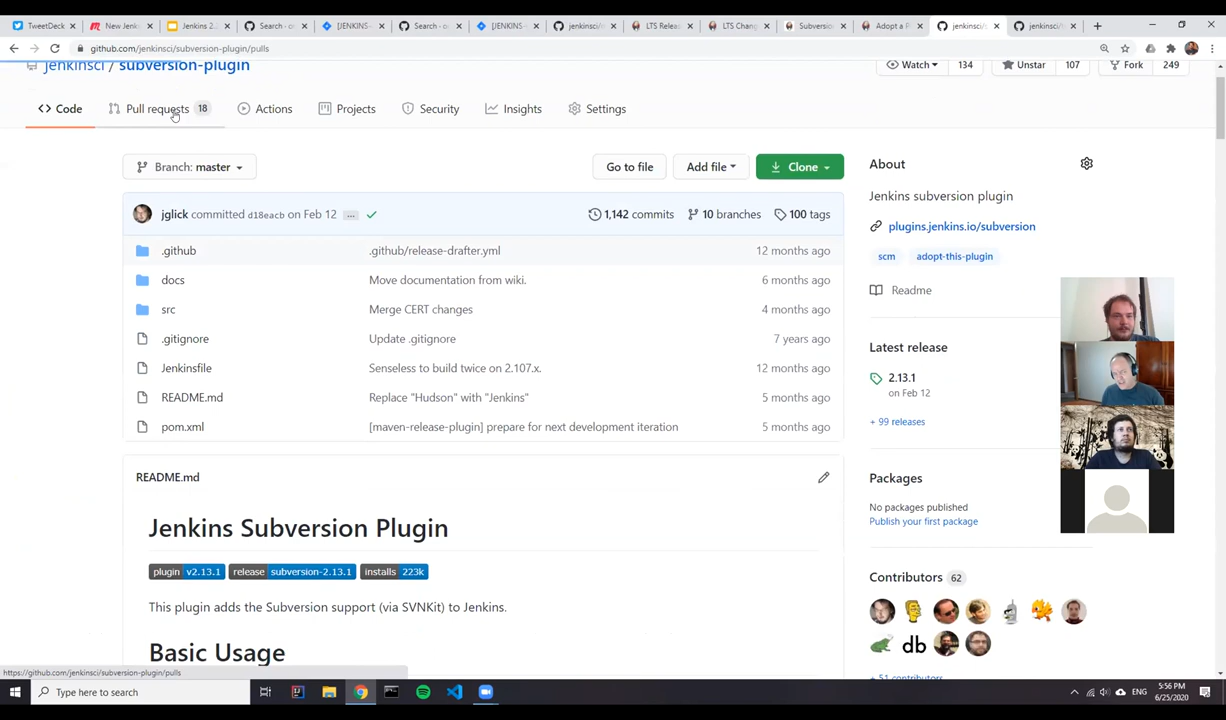 TweetDeck
New Jenk
Jenkins 2
Search · o
[JENKINS-
Search · o
[JENKINS-
jenkinsci/
LTS Relea
LTS Chan
Subversio
Adopt a P
jenkinsci/s
jenkinsci/
github.com/jenkinsci/subversion-plugin/pulls
jenkinsci / subversion-plugin
Watch 134 Unstar 107 Fork 249
Code Pull requests 18 Actions Projects Security Insights Settings
Branch: master Go to file Add file Clone
jglick committed d18eacb on Feb 12 ... 1,142 commits 10 branches 100 tags
.github .github/release-drafter.yml 12 months ago
docs Move documentation from wiki. 6 months ago
src Merge CERT changes 4 months ago
.gitignore Update .gitignore 7 years ago
Jenkinsfile Senseless to build twice on 2.107.x. 12 months ago
README.md Replace "Hudson" with "Jenkins" 5 months ago
pom.xml [maven-release-plugin] prepare for next development iteration 5 months ago
README.md
Jenkins Subversion Plugin
plugin v2.13.1 release subversion-2.13.1 installs 223k
This plugin adds the Subversion support (via SVNKit) to Jenkins.
Basic Usage
About
Jenkins subversion plugin
plugins.jenkins.io/subversion
scm adopt-this-plugin
Readme
Latest release
2.13.1
on Feb 12
+ 99 releases
Packages
No packages published
Publish your first package
Contributors 62
db
+ 51 contributors
https://github.com/jenkinsci/subversion-plugin/pulls
Type here to search
ENG
5:56 PM
6/25/2020